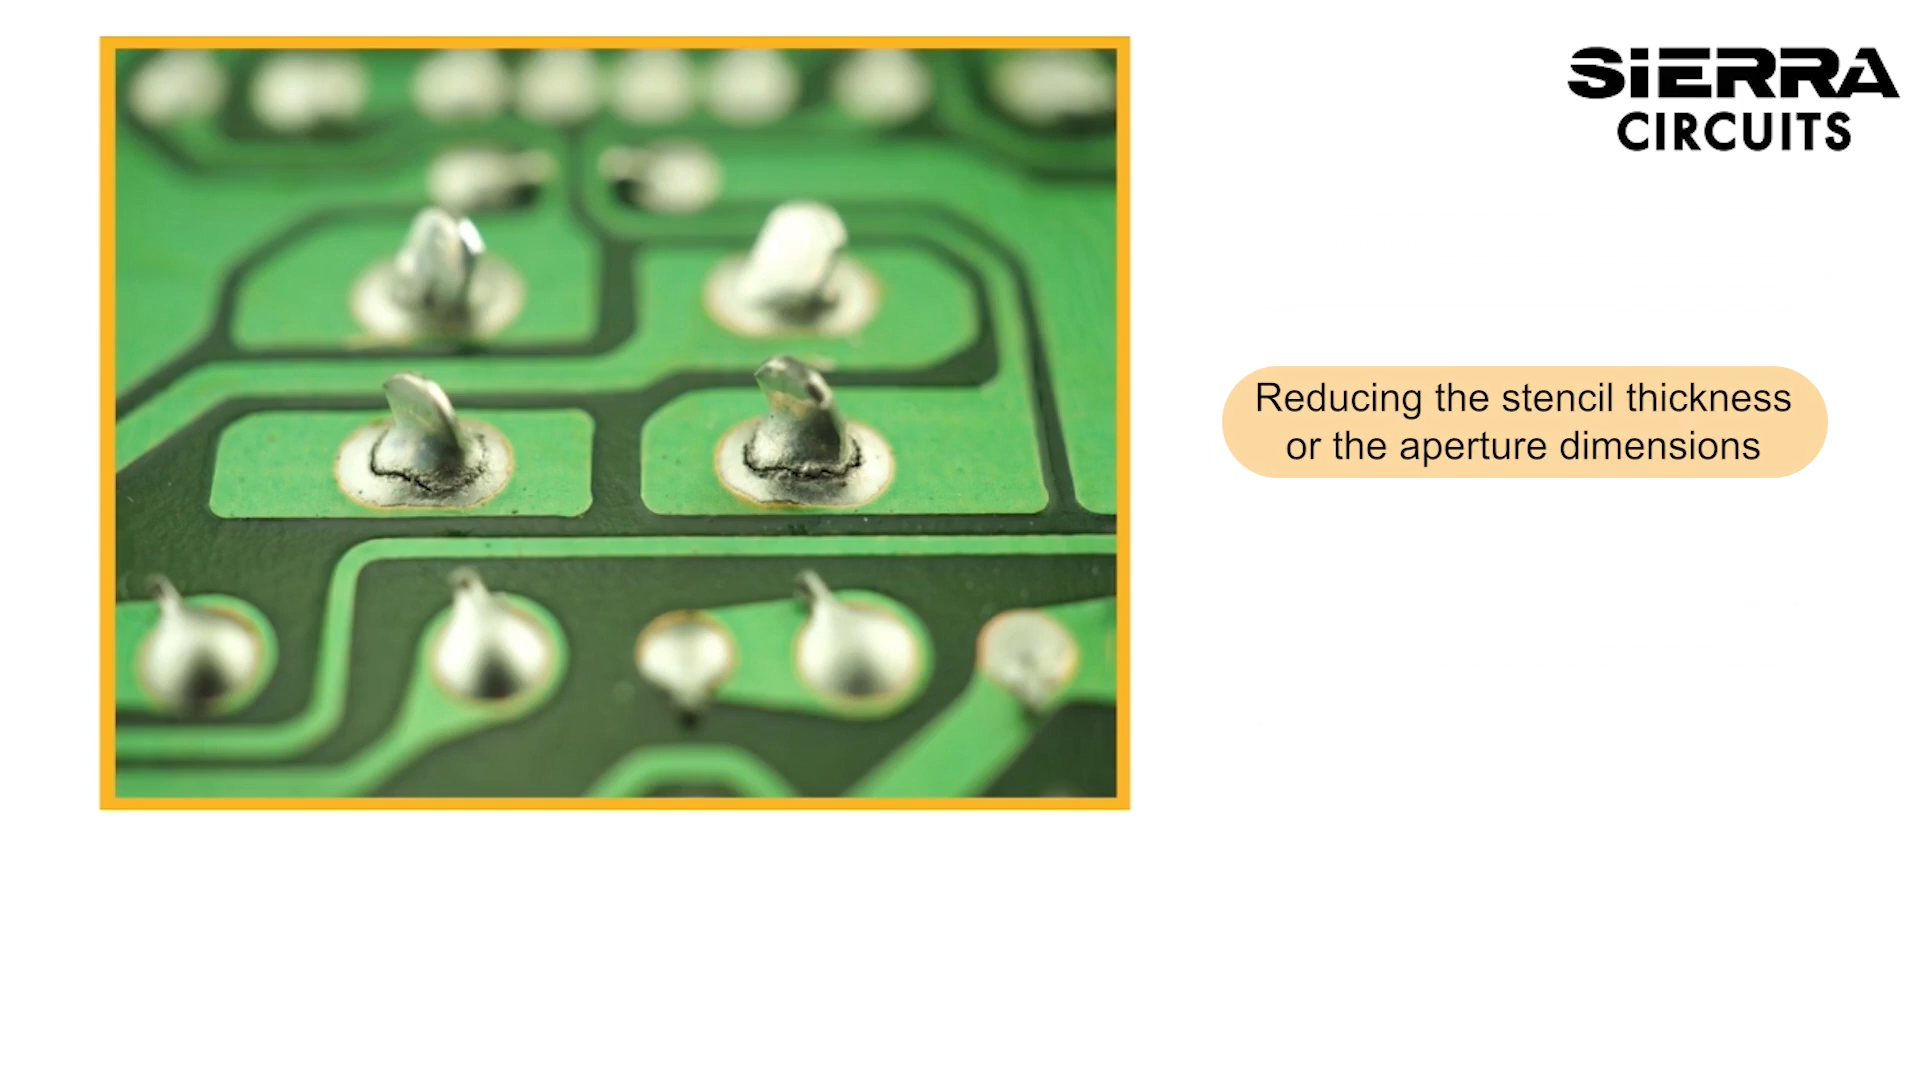 SIERRA
CIRCUITS
Reducing the stencil thickness
or the aperture dimensions